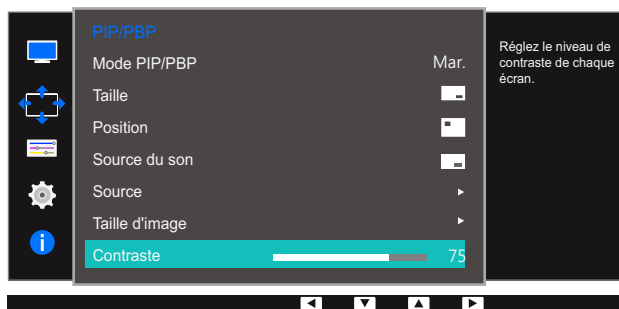 PIP/PBP
Mode PIP/PBP Mar.
Taille
Position
Source du son
Source
Taille d'image
Contraste 75
Réglez le niveau de
contraste de chaque
écran.